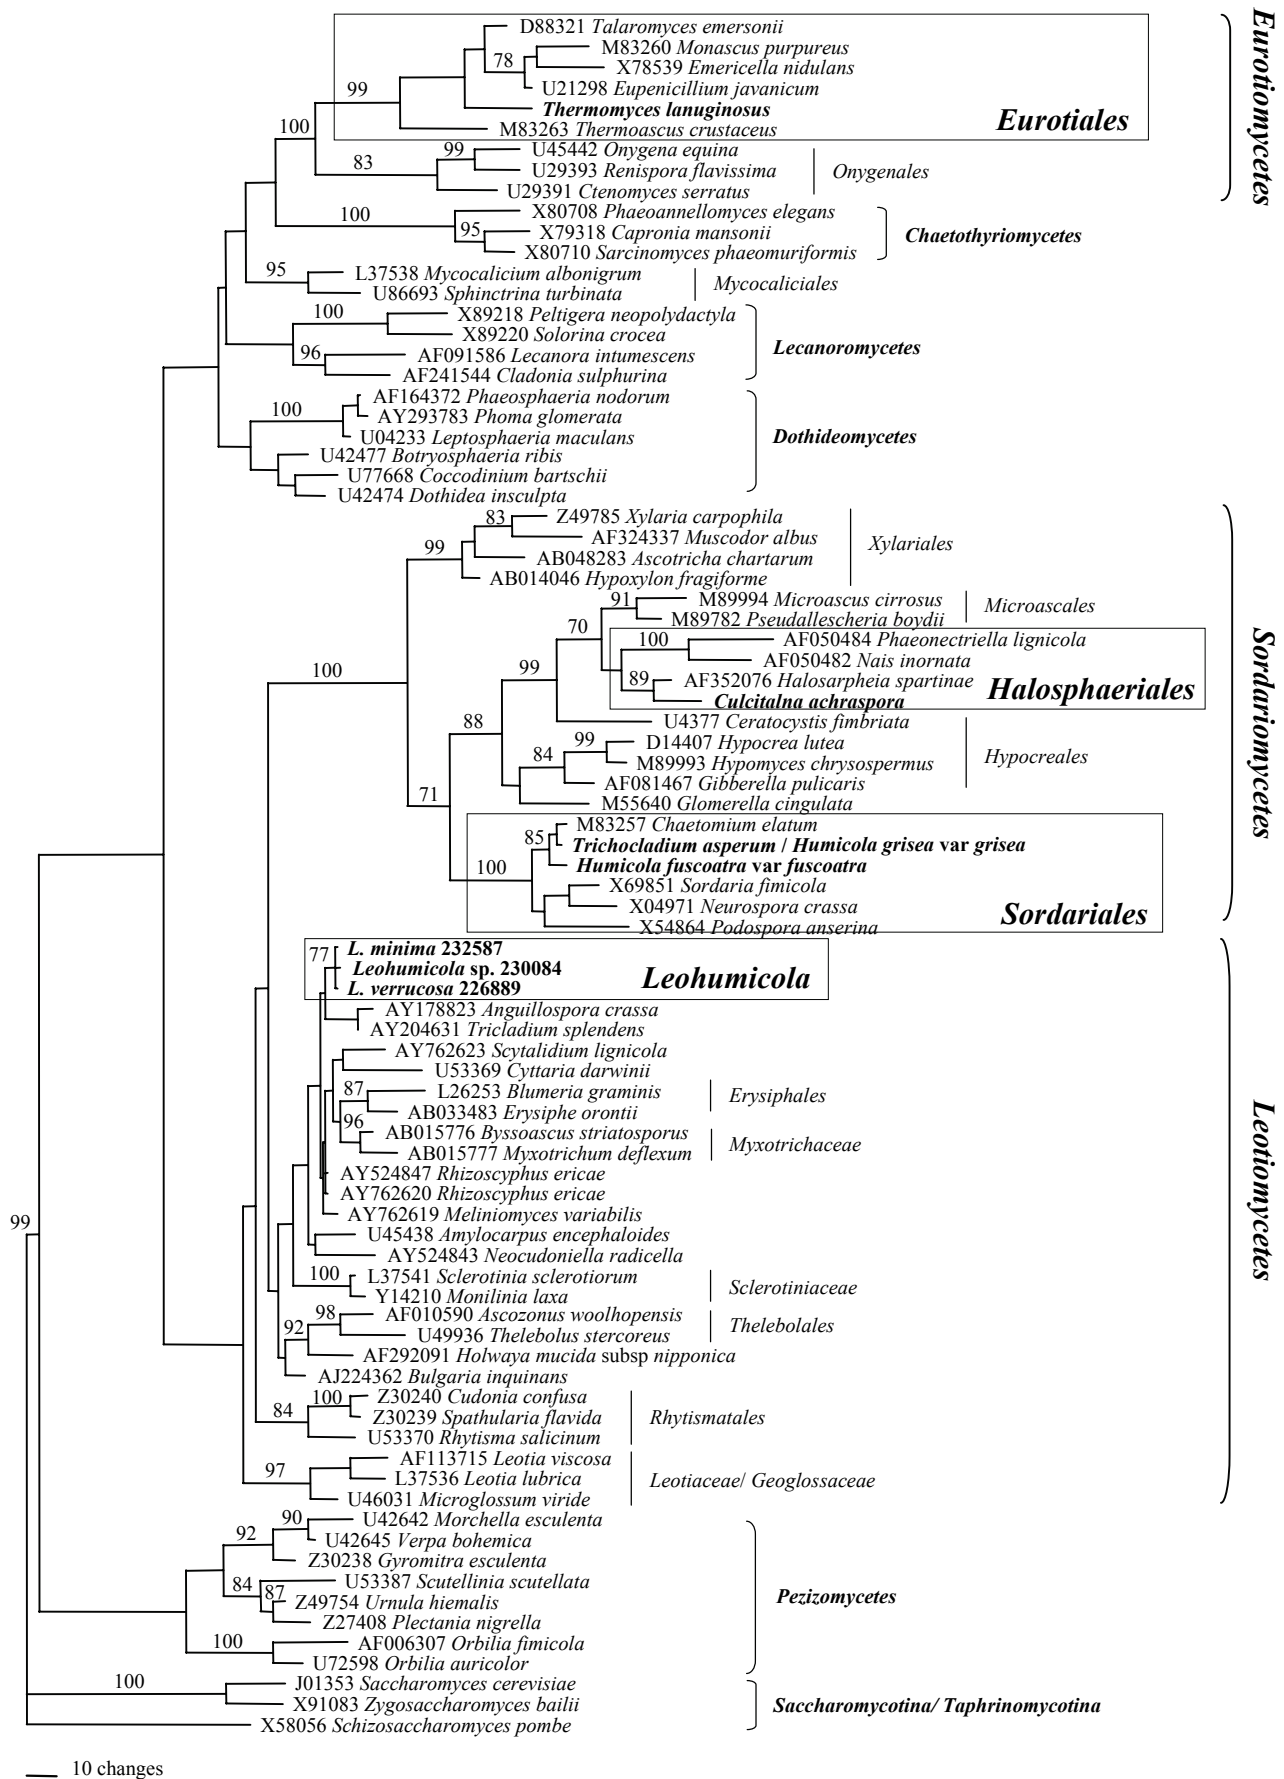 D88321 Talaromyces emersonii
M83260 Monascus purpureus
78
X78539 Emericella nidulans
U21298 Eupenicillium javanicum
99
Thermomyces lanuginosus
Eurotiales
M83263 Thermoascus crustaceus
100
Eurotiomycetes
99
U45442 Onygena equina
83
U29393 Renispora flavissima
Onygenales
U29391 Ctenomyces serratus
100
X80708 Phaeoannellomyces elegans
95
X79318 Capronia mansonii
Chaetothyriomycetes
X80710 Sarcinomyces phaeomuriformis
95
L37538 Mycocalicium albonigrum
Mycocaliciales
U86693 Sphinctrina turbinata
100
X89218 Peltigera neopolydactyla
X89220 Solorina crocea
Lecanoromycetes
96
AF091586 Lecanora intumescens
AF241544 Cladonia sulphurina
AF164372 Phaeosphaeria nodorum
100
AY293783 Phoma glomerata
U04233 Leptosphaeria maculans
Dothideomycetes
U42477 Botryosphaeria ribis
U77668 Coccodinium bartschii
U42474 Dothidea insculpta
83
Z49785 Xylaria carpophila
AF324337 Muscodor albus
99
Xylariales
AB048283 Ascotricha chartarum
AB014046 Hypoxylon fragiforme
91
M89994 Microascus cirrosus
Microascales
M89782 Pseudallescheria boydii
70
100
AF050484 Phaeonectriella lignicola
AF050482 Nais inornata
99
100
89
AF352076 Halosarpheia spartinae
Halosphaeriales
Culcitalna achraspora
Sordariomycetes
88
U4377 Ceratocystis fimbriata
99
D14407 Hypocrea lutea
84
M89993 Hypomyces chrysospermus
Hypocreales
AF081467 Gibberella pulicaris
71
M55640 Glomerella cingulata
M83257 Chaetomium elatum
85
Trichocladium asperum / Humicola grisea var grisea
100
Humicola fuscoatra var fuscoatra
X69851 Sordaria fimicola
X04971 Neurospora crassa
Sordariales
X54864 Podospora anserina
77
L. minima 232587
Leohumicola sp. 230084
Leohumicola
L. verrucosa 226889
AY178823 Anguillospora crassa
AY204631 Tricladium splendens
AY762623 Scytalidium lignicola
U53369 Cyttaria darwinii
87
L26253 Blumeria graminis
Erysiphales
AB033483 Erysiphe orontii
96
AB015776 Byssoascus striatosporus
Myxotrichaceae
AB015777 Myxotrichum deflexum
AY524847 Rhizoscyphus ericae
AY762620 Rhizoscyphus ericae
Leotiomycetes
AY762619 Meliniomyces variabilis
99
U45438 Amylocarpus encephaloides
AY524843 Neocudoniella radicella
100
L37541 Sclerotinia sclerotiorum
Sclerotiniaceae
Y14210 Monilinia laxa
98
AF010590 Ascozonus woolhopensis
Thelebolales
92
U49936 Thelebolus stercoreus
AF292091 Holwaya mucida subsp nipponica
AJ224362 Bulgaria inquinans
100
Z30240 Cudonia confusa
84
Z30239 Spathularia flavida
Rhytismatales
U53370 Rhytisma salicinum
AF113715 Leotia viscosa
97
L37536 Leotia lubrica
Leotiaceae/ Geoglossaceae
U46031 Microglossum viride
90
U42642 Morchella esculenta
92
U42645 Verpa bohemica
Z30238 Gyromitra esculenta
84
U53387 Scutellinia scutellata
87
Z49754 Urnula hiemalis
Pezizomycetes
Z27408 Plectania nigrella
100
AF006307 Orbilia fimicola
U72598 Orbilia auricolor
100
J01353 Saccharomyces cerevisiae
X91083 Zygosaccharomyces bailii
Saccharomycotina/ Taphrinomycotina
X58056 Schizosaccharomyces pombe
10 changes